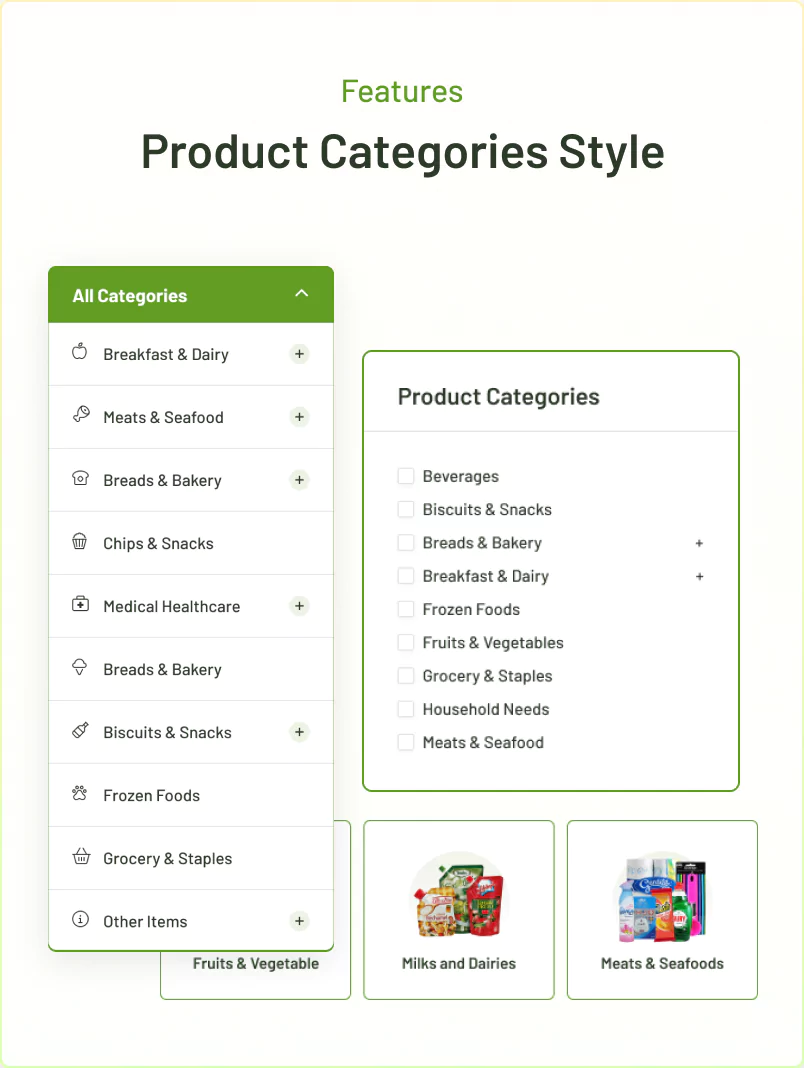 Features
Product Categories Style
All Categories
Breakfast & Dairy +
Meats & Seafood +
Breads & Bakery +
Chips & Snacks
Medical Healthcare +
Breads & Bakery
Biscuits & Snacks +
Frozen Foods
Grocery & Staples
Other Items +
Product Categories
Beverages
Biscuits & Snacks
Breads & Bakery +
Breakfast & Dairy +
Frozen Foods
Fruits & Vegetables
Grocery & Staples
Household Needs
Meats & Seafood
Fruits & Vegetable
Milks and Dairies
Meats & Seafoods